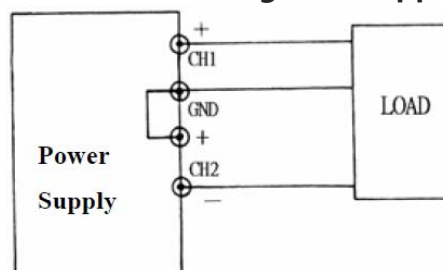 +
CH1
GND
LOAD
+
Power
CH2
Supply
—